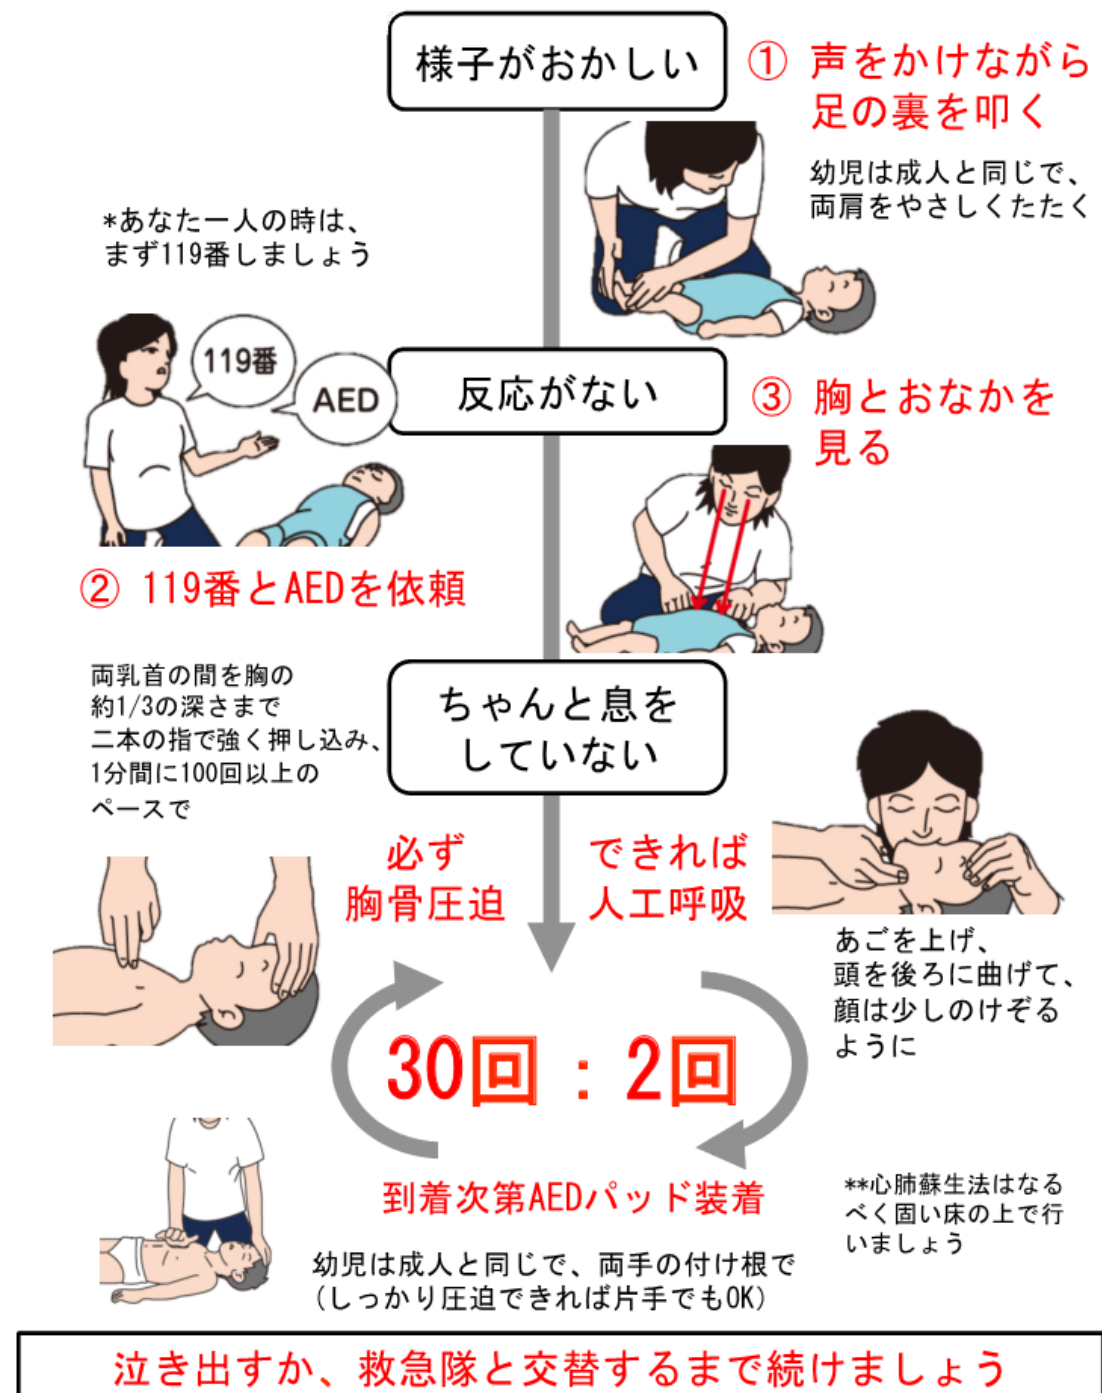 様子がおかしい
① 声をかけながら
足の裏を叩く
幼児は成人と同じで、
両肩をやさしくたたく
*あなた一人の時は、
まず119番しましょう
119番
AED
反応がない
② 119番とAEDを依頼
③ 胸とおなかを
見る
ちゃんと息を
していない
両乳首の間を胸の
約1/3の深さまで
二本の指で強く押し込み、
1分間に100回以上の
ペースで
必ず
胸骨圧迫
できれば
人工呼吸
あごを上げ、
頭を後ろに曲げて、
顔は少しのけぞる
ように
30回：2回
到着次第AEDパッド装着
幼児は成人と同じで、両手の付け根で
(しっかり圧迫できれば片手でもOK)
**心肺蘇生法はなる
べく固い床の上で行
いましょう
泣き出すか、救急隊と交替するまで続けましょう